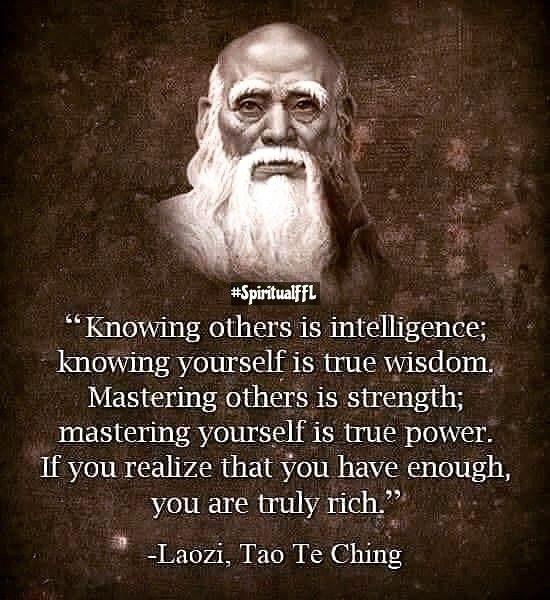 #SpiritualffL
“Knowing others is intelligence;
knowing yourself is true wisdom.
Mastering others is strength;
mastering yourself is true power.
If you realize that you have enough,
you are truly rich.”
-Laozi, Tao Te Ching